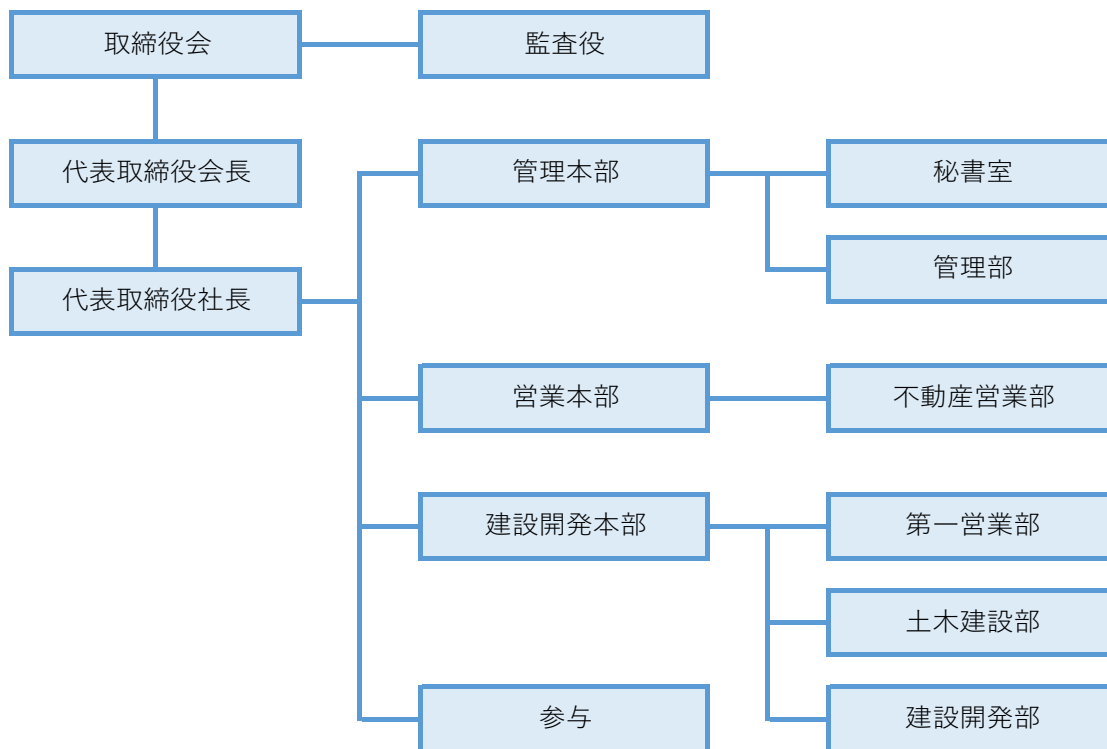 取締役会
監査役
代表取締役会長
管理本部
秘書室
管理部
代表取締役社長
営業本部
不動産営業部
建設開発本部
第一営業部
土木建設部
参与
建設開発部